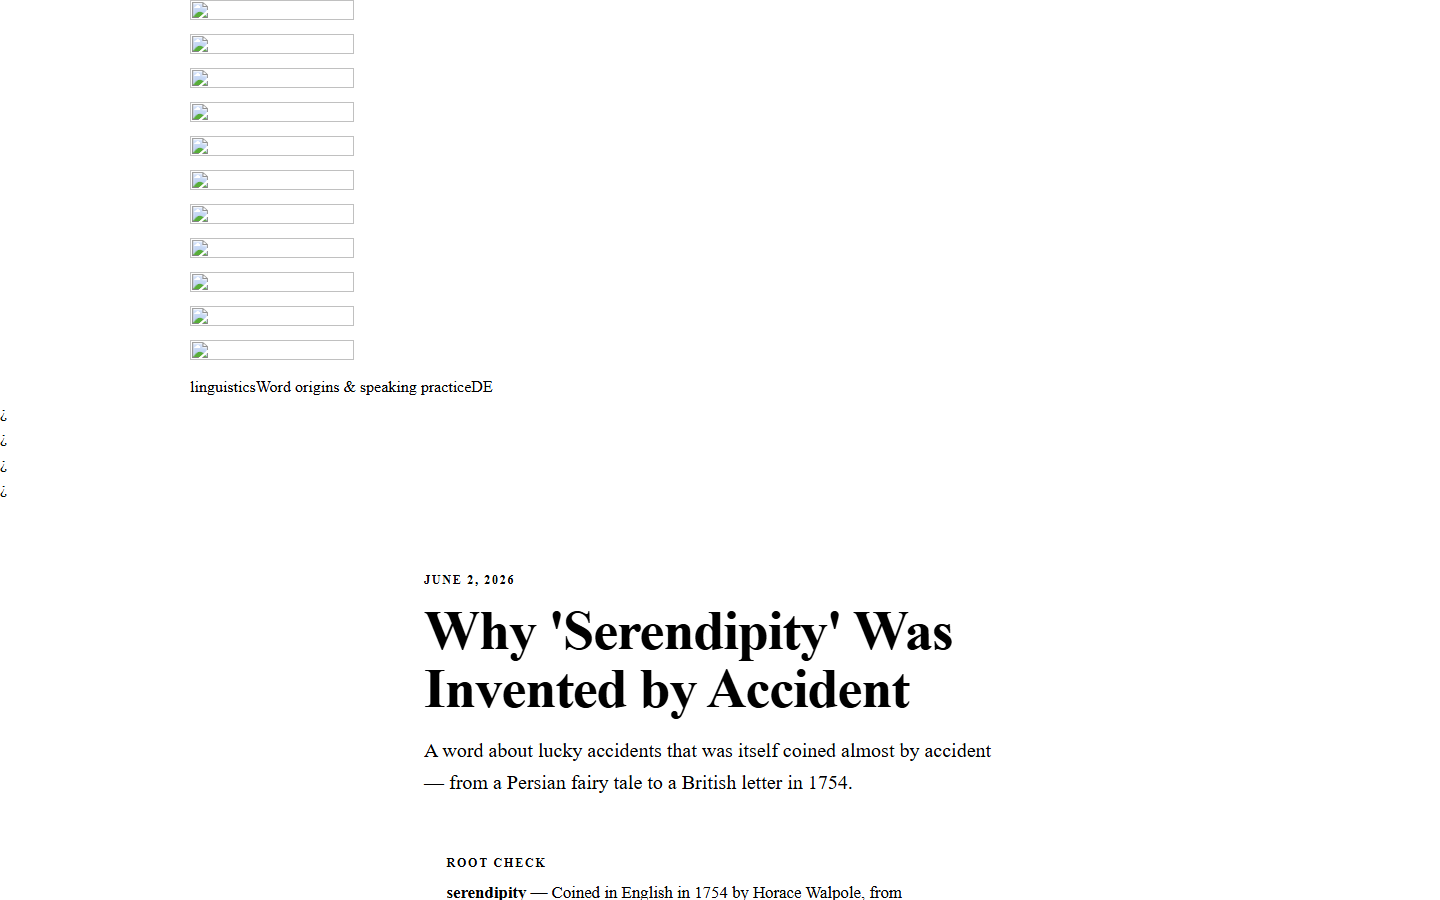 linguisticsWord origins & speaking practiceDE
¿
¿
¿
¿
JUNE 2, 2026
Why 'Serendipity' Was
Invented by Accident
A word about lucky accidents that was itself coined almost by accident
— from a Persian fairy tale to a British letter in 1754.
ROOT CHECK
serendipity — Coined in English in 1754 by Horace Walpole, from